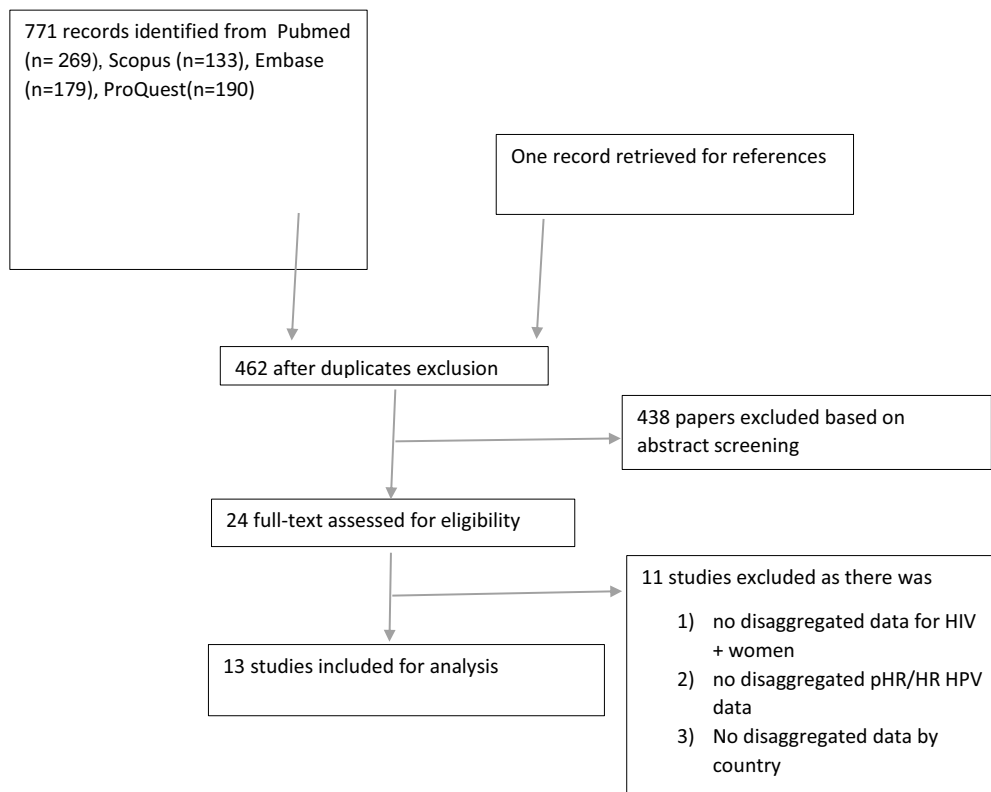 771 records identified from Pubmed
(n= 269), Scopus (n=133), Embase
(n=179), ProQuest(n=190)
One record retrieved for references
462 after duplicates exclusion
438 papers excluded based on
abstract screening
24 full-text assessed for eligibility
11 studies excluded as there was
1) no disaggregated data for HIV
+ women
2) no disaggregated pHR/HR HPV
data
3) No disaggregated data by
country
13 studies included for analysis